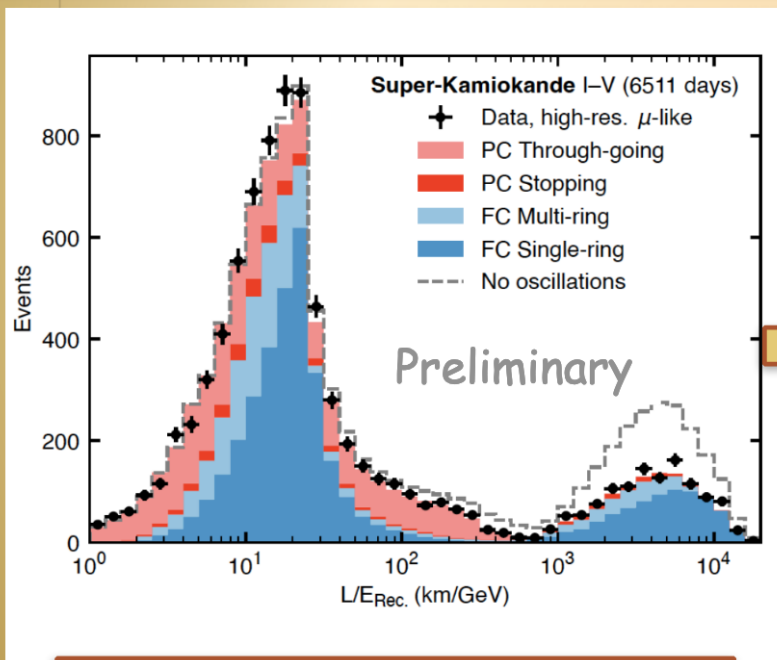 Super-Kamiokande I–V (6511 days)
Data, high-res. μ-like
PC Through-going
PC Stopping
FC Multi-ring
FC Single-ring
No oscillations
Preliminary
Events
800
600
400
200
0
10⁰ 10¹ 10² 10³ 10⁴
L/E_Rec. (km/GeV)